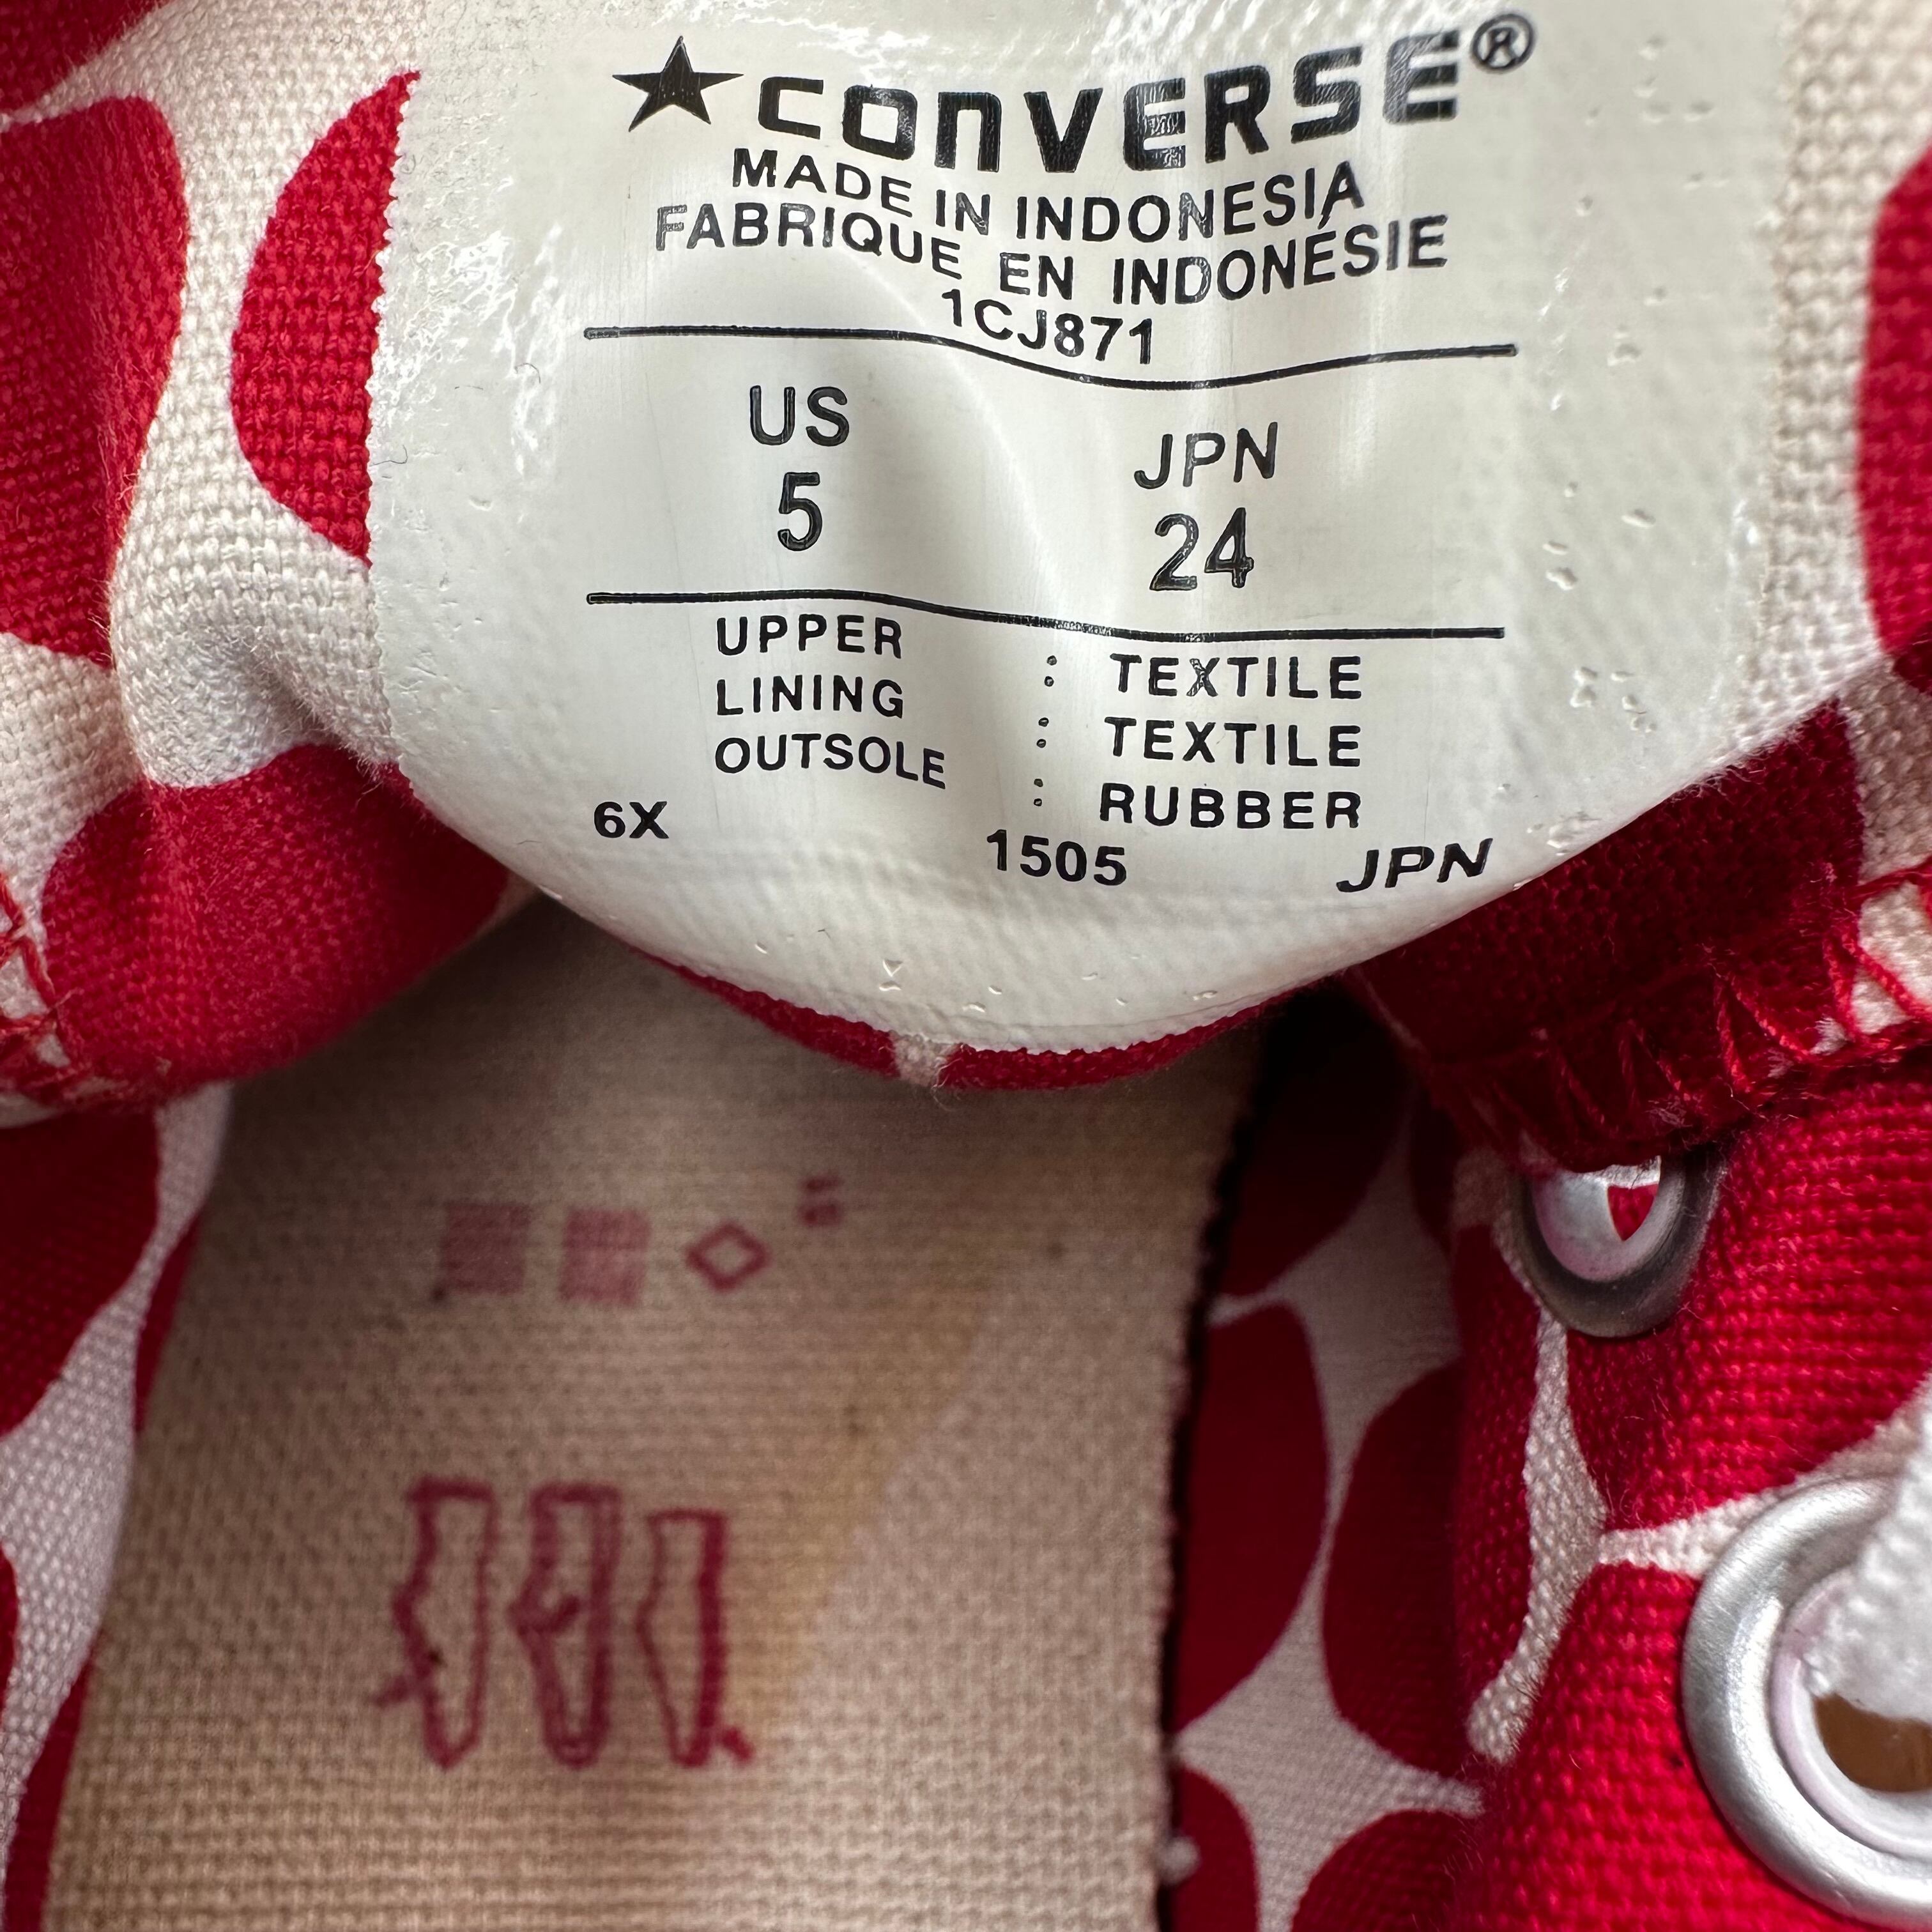 ★CONVERSE®
MADE IN INDONESIA
FABRIQUE EN INDONÉSIE
1CJ871
US JPN
5 24
UPPER : TEXTILE
LINING : TEXTILE
OUTSOLE : RUBBER
6X 1505 JPN